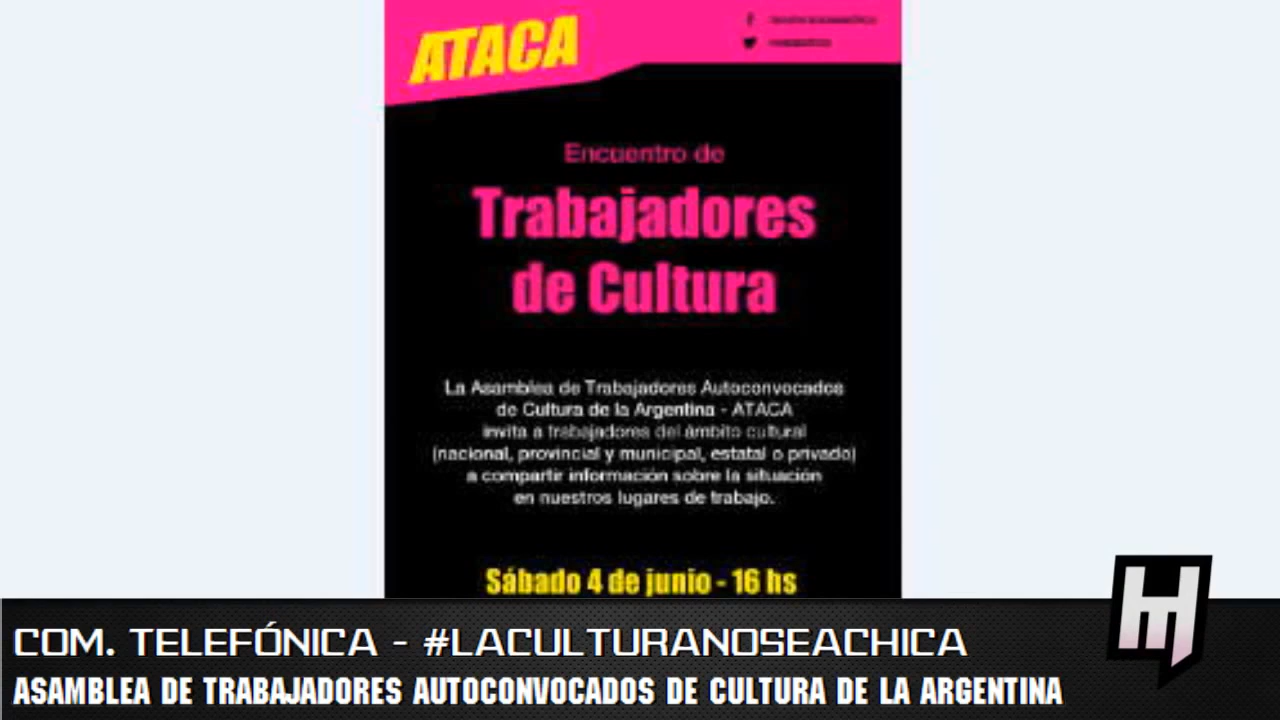 ATACA
Encuentro de
Trabajadores
de Cultura
La Asamblea de Trabajadores Autoconvocados
de Cultura de la Argentina - ATACA
invita a trabajadores del ámbito cultural
(nacional, provincial y municipal, estatal o privado)
a compartir información sobre la situación
en nuestros lugares de trabajo.
Sábado 4 de junio - 16 hs
COM. TELEFÓNICA - #LACULTURANOSEACHICA
ASAMBLEA DE TRABAJADORES AUTOCONVOCADOS DE CULTURA DE LA ARGENTINA